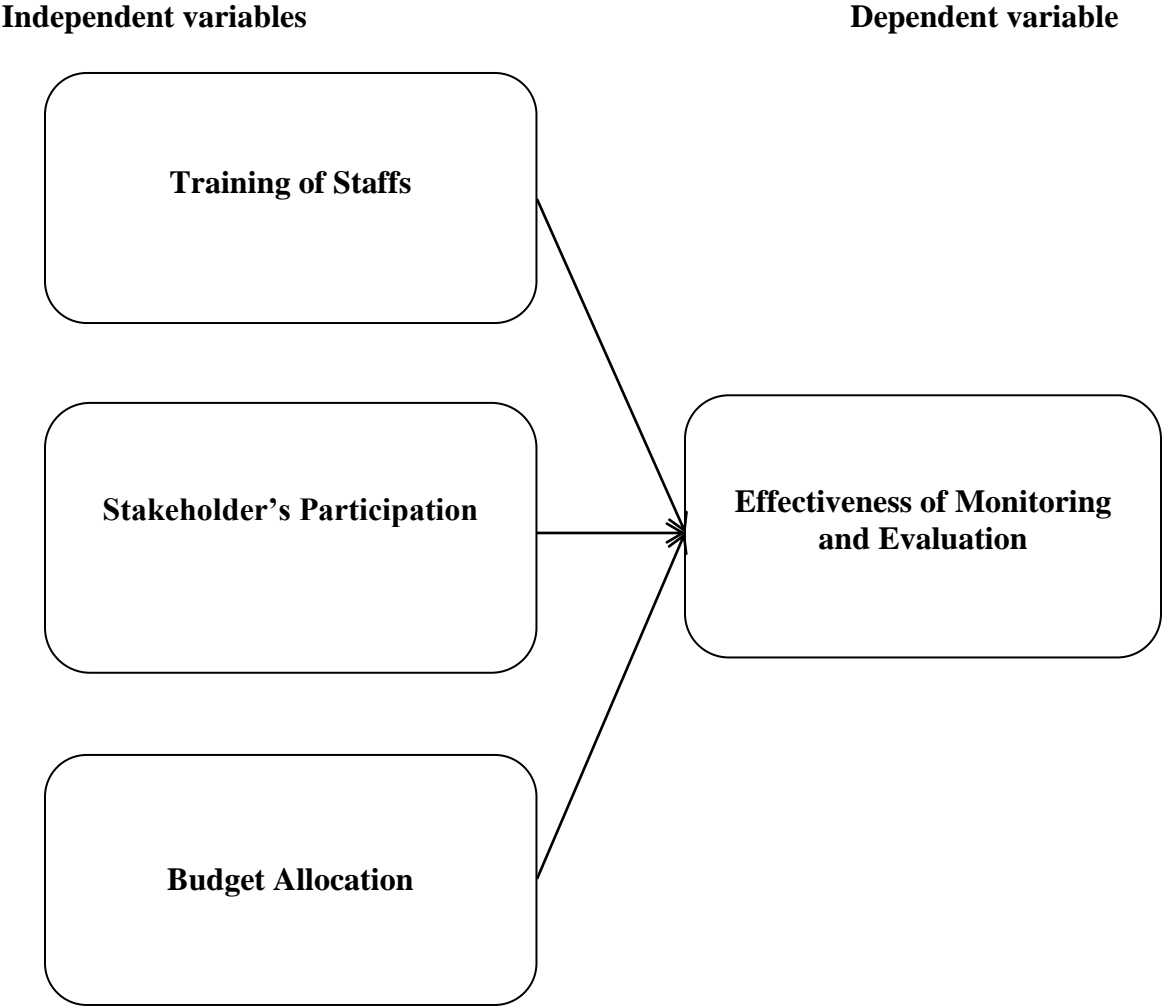 Independent variables
Dependent variable
Training of Staffs
Stakeholder’s Participation
Effectiveness of Monitoring
and Evaluation
Budget Allocation